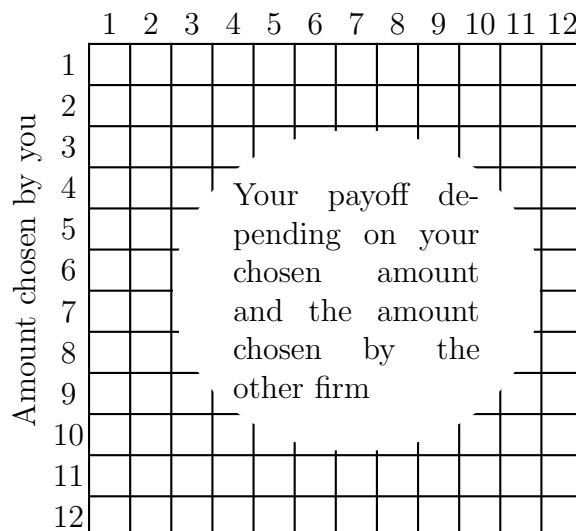 1 2 3 4 5 6 7 8 9 10 11 12
Amount chosen by you
1
2
3
4
5
6
7
8
9
10
11
12
Your payoff de-
pending on your
chosen amount
and the amount
chosen by the
other firm